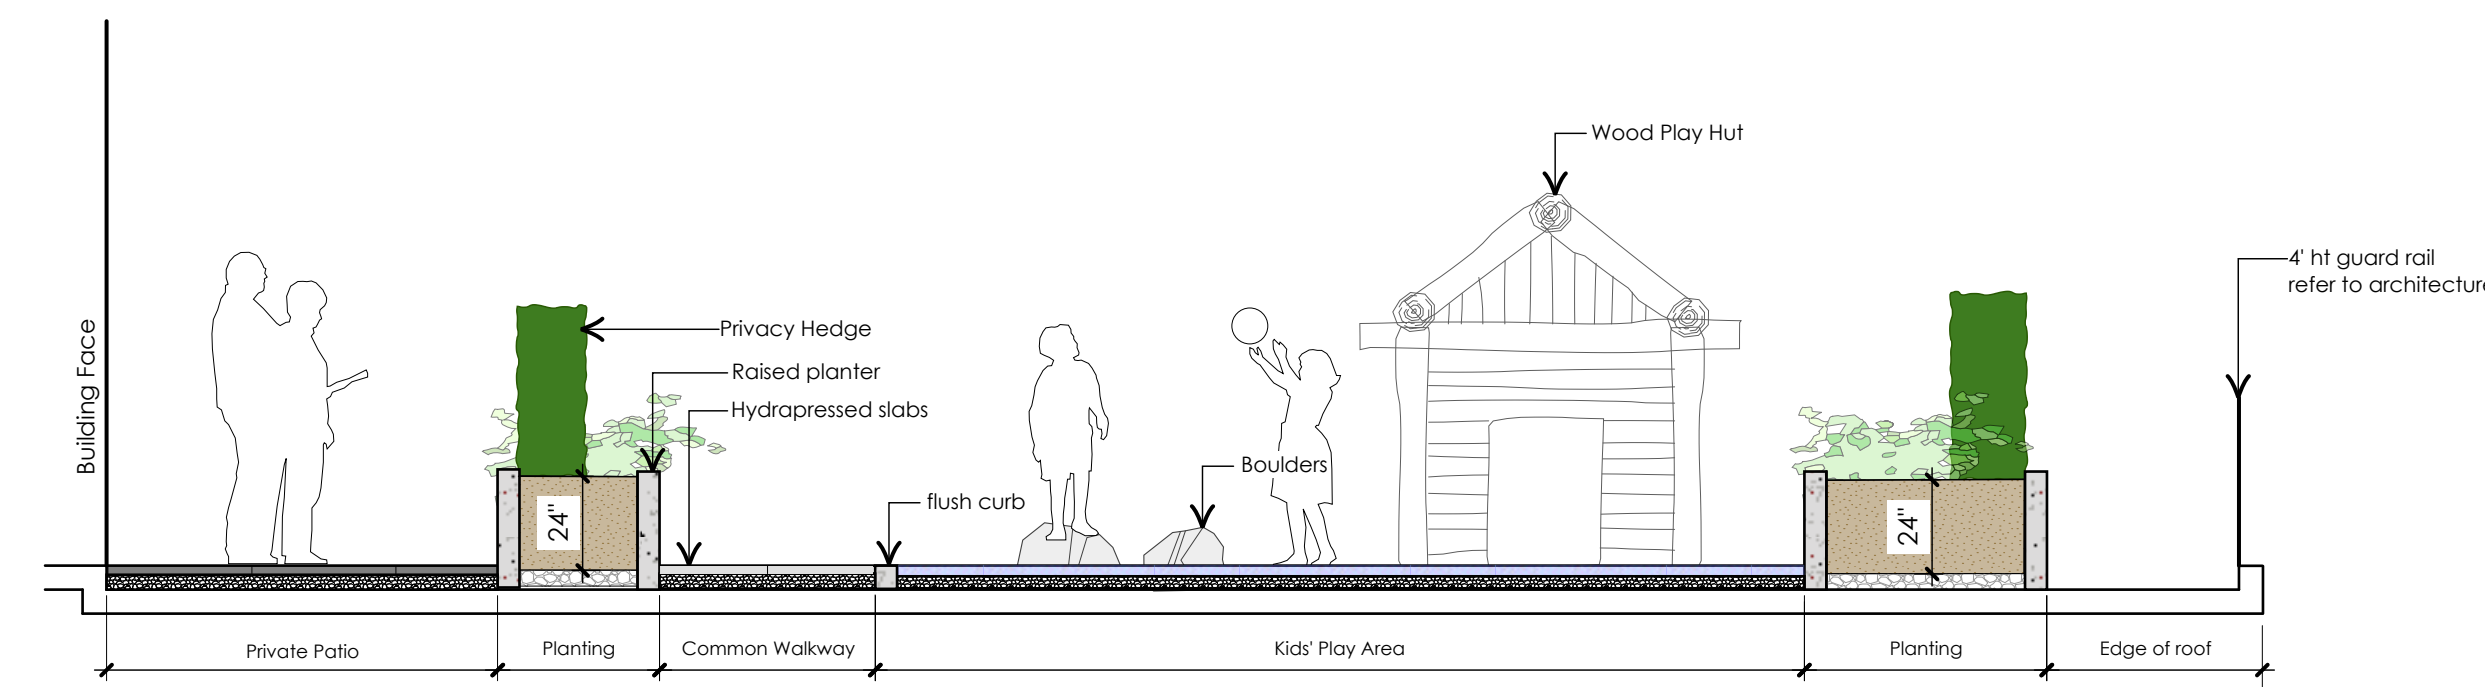 Wood Play Hut
4' ht guard rail
refer to architecture
Building Face
Privacy Hedge
Raised planter
Hydrapressed slabs
Boulders
flush curb
24"
24"
Private Patio
Planting
Common Walkway
Kids' Play Area
Planting
Edge of roof